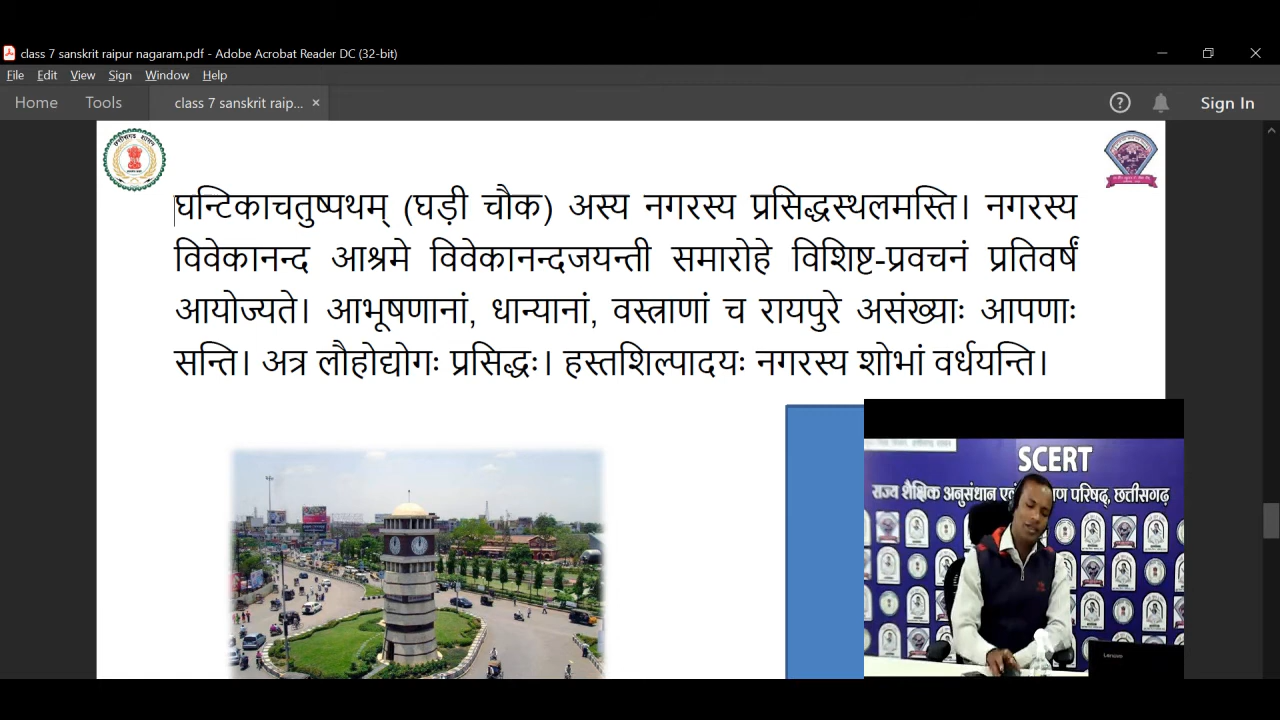 class 7 sanskrit raipur nagaram.pdf - Adobe Acrobat Reader DC (32-bit)
File Edit View Sign Window Help
Home Tools class 7 sanskrit raip... × Sign In
घन्टिकाचतुष्पथम् (घड़ी चौक) अस्य नगरस्य प्रसिद्धस्थलमस्ति। नगरस्य
विवेकानन्द आश्रमे विवेकानन्दजयन्ती समारोहे विशिष्ट-प्रवचनं प्रतिवर्षं
आयोज्यते। आभूषणानां, धान्यानां, वस्त्राणां च रायपुरे असंख्याः आपणाः
सन्ति। अत्र लौहोद्योगः प्रसिद्धः। हस्तशिल्पादयः नगरस्य शोभां वर्धयन्ति।
SCERT
राज्य शैक्षिक अनुसंधान परिषद्, छत्तीसगढ़
Lenovo